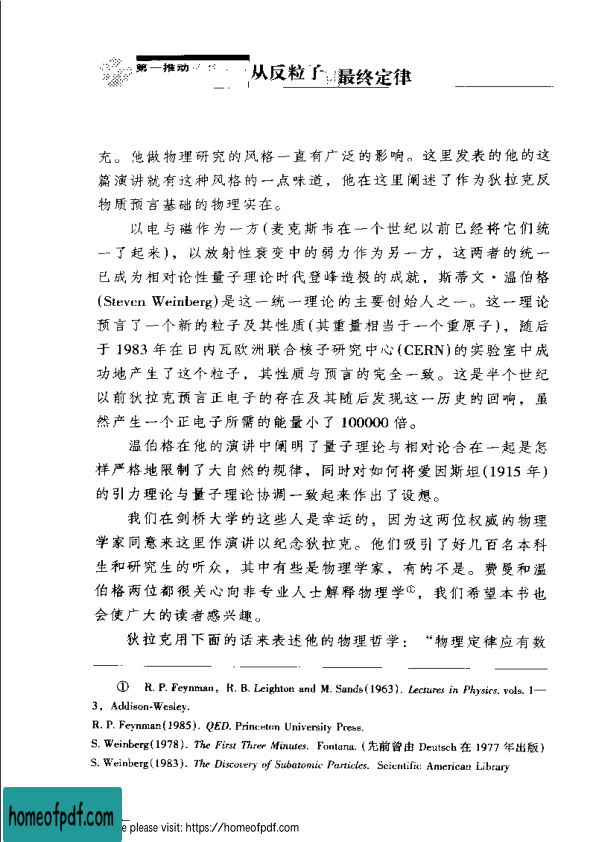 第一推动
从反粒子到最终定律
充。他做物理研究的风格一直有广泛的影响。这里发表的他的这
篇演讲就有这种风格的一点味道，他在这里阐述了作为狄拉克反
物质预言基础的物理实在。
以电与磁作为一方(麦克斯韦在一个世纪以前已经将它们统
一了起来)，以放射性衰变中的弱力作为另一方，这两者的统一
已成为相对论性量子理论时代登峰造极的成就，斯蒂文·温伯格
(Steven Weinberg)是这一统一理论的主要创始人之一。这一理论
预言了一个新的粒子及其性质(其重量相当于一个重原子)，随后
于 1983 年在日内瓦欧洲联合核子研究中心(CERN)的实验室中成
功地产生了这个粒子，其性质与预言的完全一致。这是半个世纪
以前狄拉克预言正电子的存在及其随后发现这一历史的回响，虽
然产生一个正电子所需的能量小了 100000 倍。
温伯格在他的演讲中阐明了量子理论与相对论合在一起是怎
样严格地限制了大自然的规律，同时对如何将爱因斯坦(1915 年)
的引力理论与量子理论协调一致起来作出了设想。
我们在剑桥大学的这些人是幸运的，因为这两位权威的物理
学家同意来这里作演讲以纪念狄拉克。他们吸引了好几百名本科
生和研究生的听众，其中有些是物理学家，有的不是。费曼和温
伯格两位都很关心向非专业人士解释物理学①，我们希望本书也
会使广大的读者感兴趣。
狄拉克用下面的话来表述他的物理哲学：“物理定律应有数
① R. P. Feynman, R. B. Leighton and M. Sands(1963). Lectures in Physics. vols. 1—
3, Addison-Wesley.
R. P. Feynman(1985). QED. Princeton University Press.
S. Weinberg(1978). The First Three Minutes. Fontana. (先前曾由 Deutsch 在 1977 年出版)
S. Weinberg(1983). The Discovery of Subatomic Particles. Scientific American Library
homeofpdf.com
please visit: https://homeofpdf.com